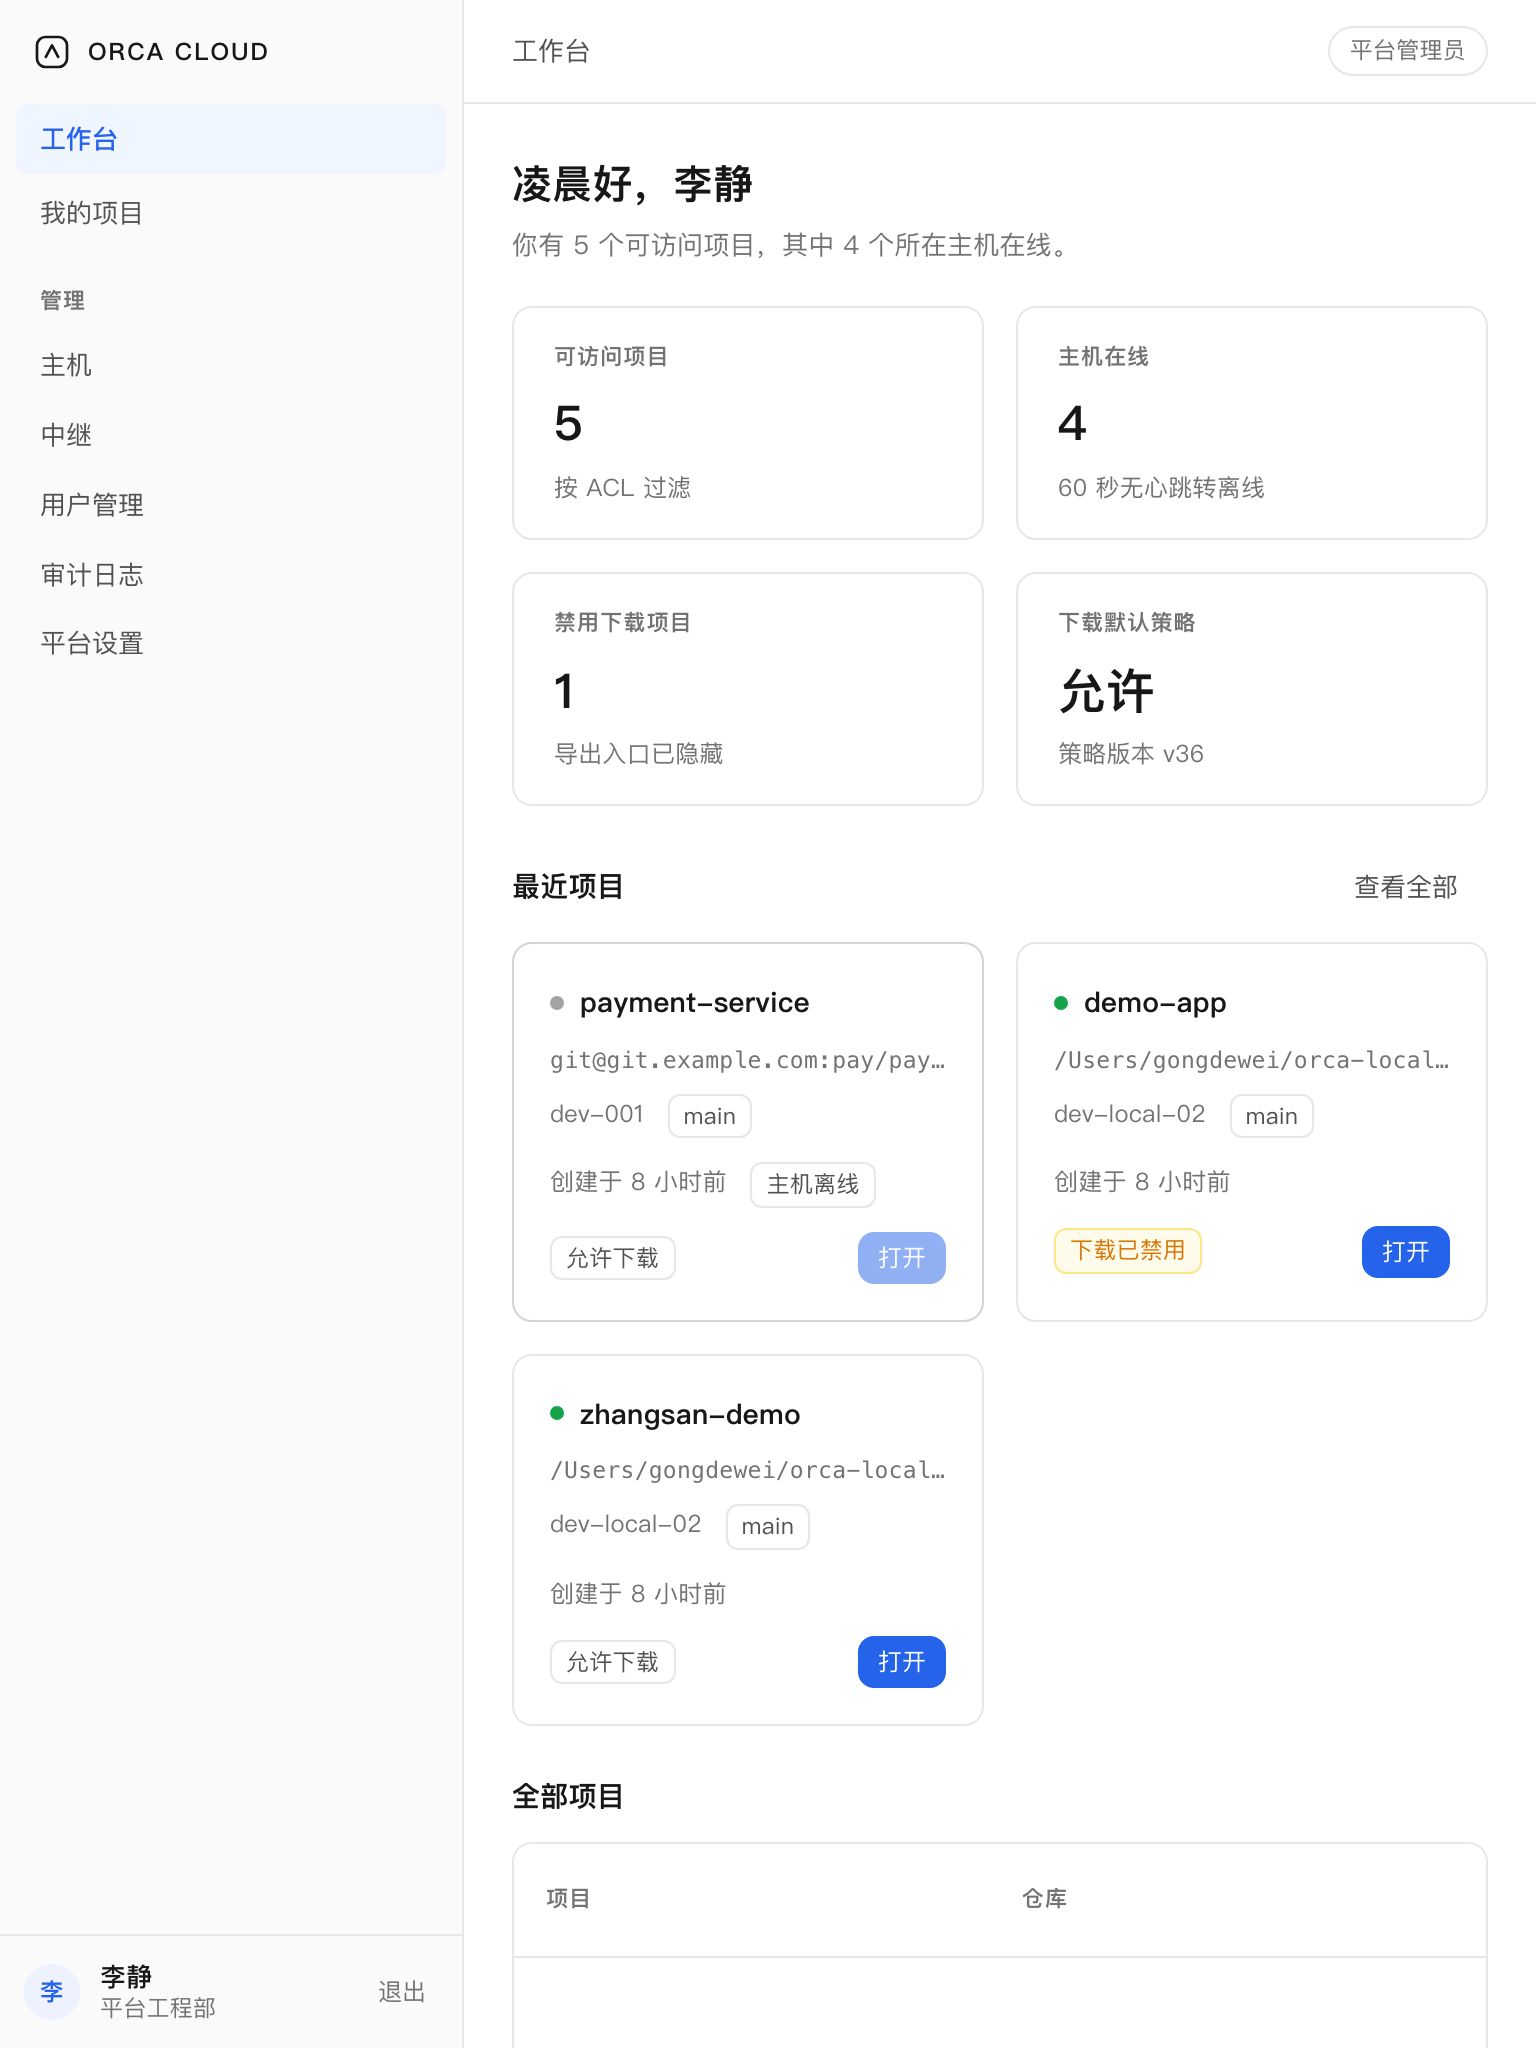 ORCA CLOUD
工作台
我的项目
管理
主机
中继
用户管理
审计日志
平台设置
李
李静
平台工程部
退出
工作台
平台管理员
凌晨好，李静
你有 5 个可访问项目，其中 4 个所在主机在线。
可访问项目
5
按 ACL 过滤
主机在线
4
60 秒无心跳转离线
禁用下载项目
1
导出入口已隐藏
下载默认策略
允许
策略版本 v36
最近项目
查看全部
payment-service
git@git.example.com:pay/pay…
dev-001 main
创建于 8 小时前 主机离线
允许下载 打开
demo-app
/Users/gongdewei/orca-local…
dev-local-02 main
创建于 8 小时前
下载已禁用 打开
zhangsan-demo
/Users/gongdewei/orca-local…
dev-local-02 main
创建于 8 小时前
允许下载 打开
全部项目
项目 仓库